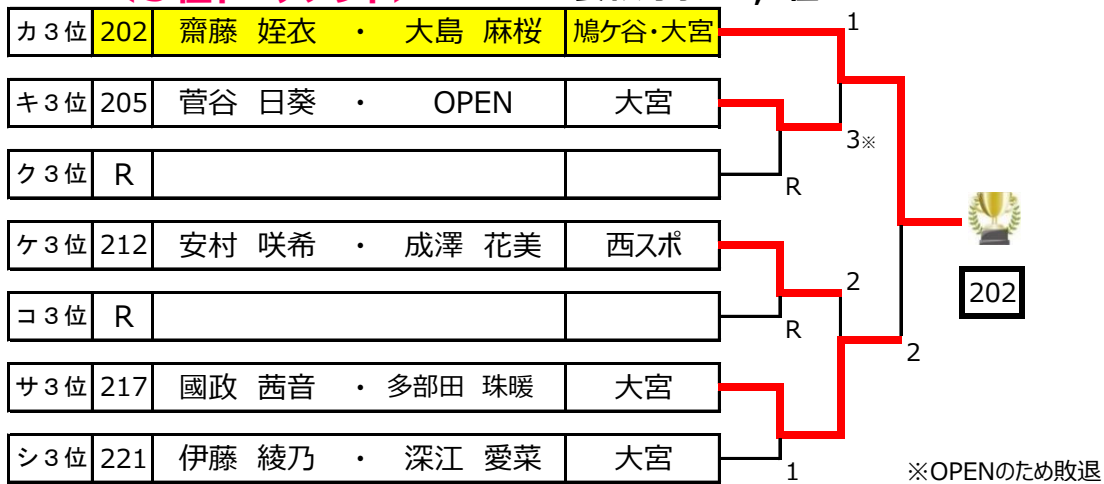 カ3位 202 齋藤 姪衣 ・ 大島 麻桜 鳩ケ谷・大宮 1
キ3位 205 菅谷 日葵 ・ OPEN 大宮
3※
ク3位 R
R
ケ3位 212 安村 咲希 ・ 成澤 花美 西スポ
2
202
コ3位 R
R
2
サ3位 217 國政 茜音 ・ 多部田 珠暖 大宮
シ3位 221 伊藤 綾乃 ・ 深江 愛菜 大宮
1
※OPENのため敗退